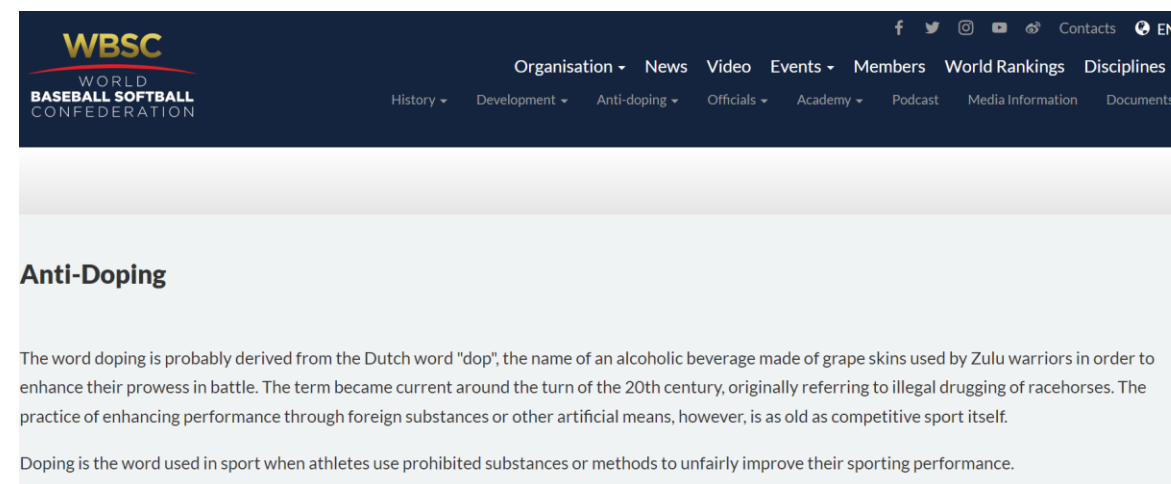 WBSC
WORLD
BASEBALL SOFTBALL
CONFEDERATION
Contacts EN
Organisation News Video Events Members World Rankings Disciplines
History Development Anti-doping Officials Academy Podcast Media Information Documents
Anti-Doping
The word doping is probably derived from the Dutch word "dop", the name of an alcoholic beverage made of grape skins used by Zulu warriors in order to
enhance their prowess in battle. The term became current around the turn of the 20th century, originally referring to illegal drugging of racehorses. The
practice of enhancing performance through foreign substances or other artificial means, however, is as old as competitive sport itself.
Doping is the word used in sport when athletes use prohibited substances or methods to unfairly improve their sporting performance.